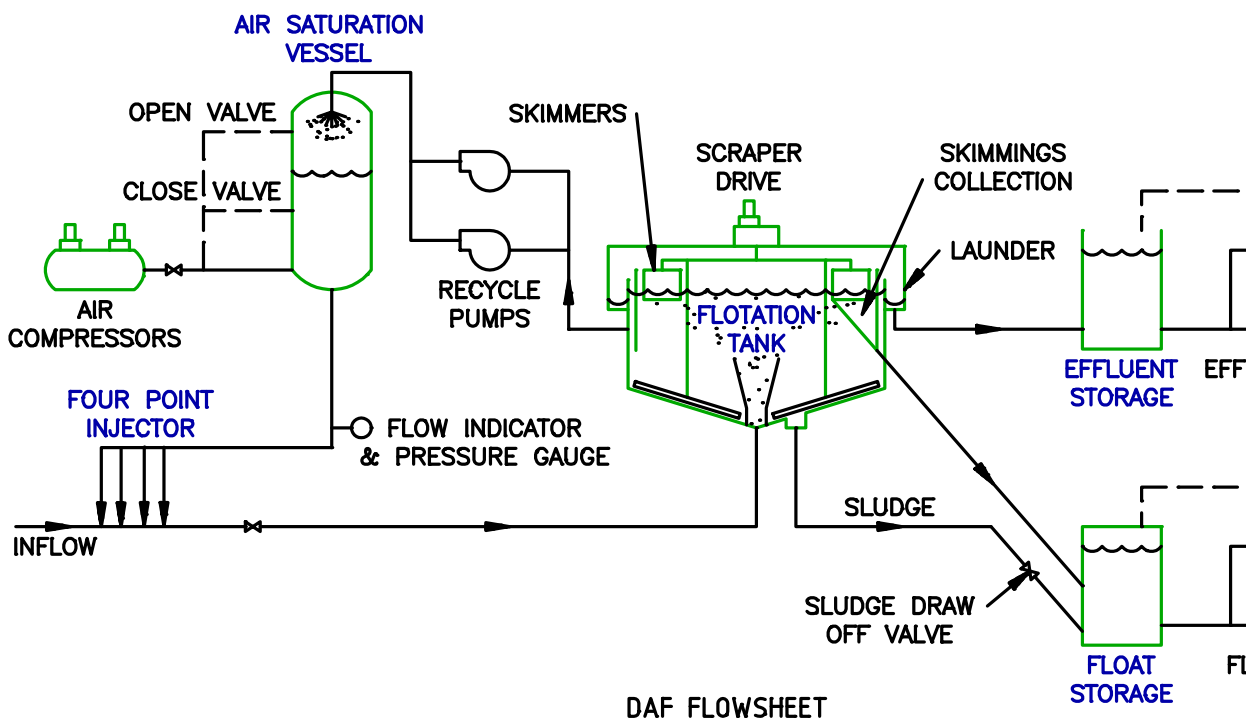 AIR SATURATION
VESSEL
OPEN VALVE
SKIMMERS
SCRAPER
DRIVE
SKIMMINGS
COLLECTION
CLOSE VALVE
LAUNDER
RECYCLE
PUMPS
AIR
COMPRESSORS
FLOTATION
TANK
EFFLUENT
STORAGE
EFF
FOUR POINT
INJECTOR
FLOW INDICATOR
& PRESSURE GAUGE
INFLOW
SLUDGE
SLUDGE DRAW
OFF VALVE
FLOAT
STORAGE
FL
DAF FLOWSHEET